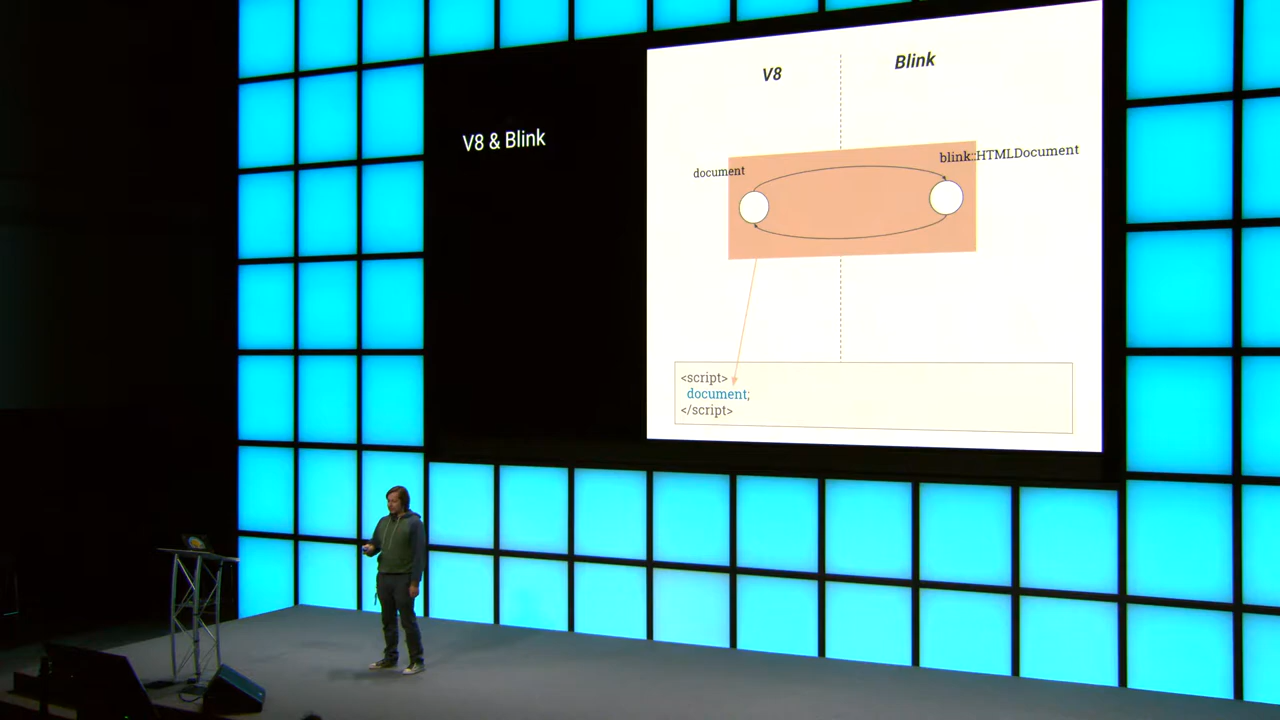 V8 & Blink
V8
Blink
document
blink::HTMLDocument
<script>
document;
</script>